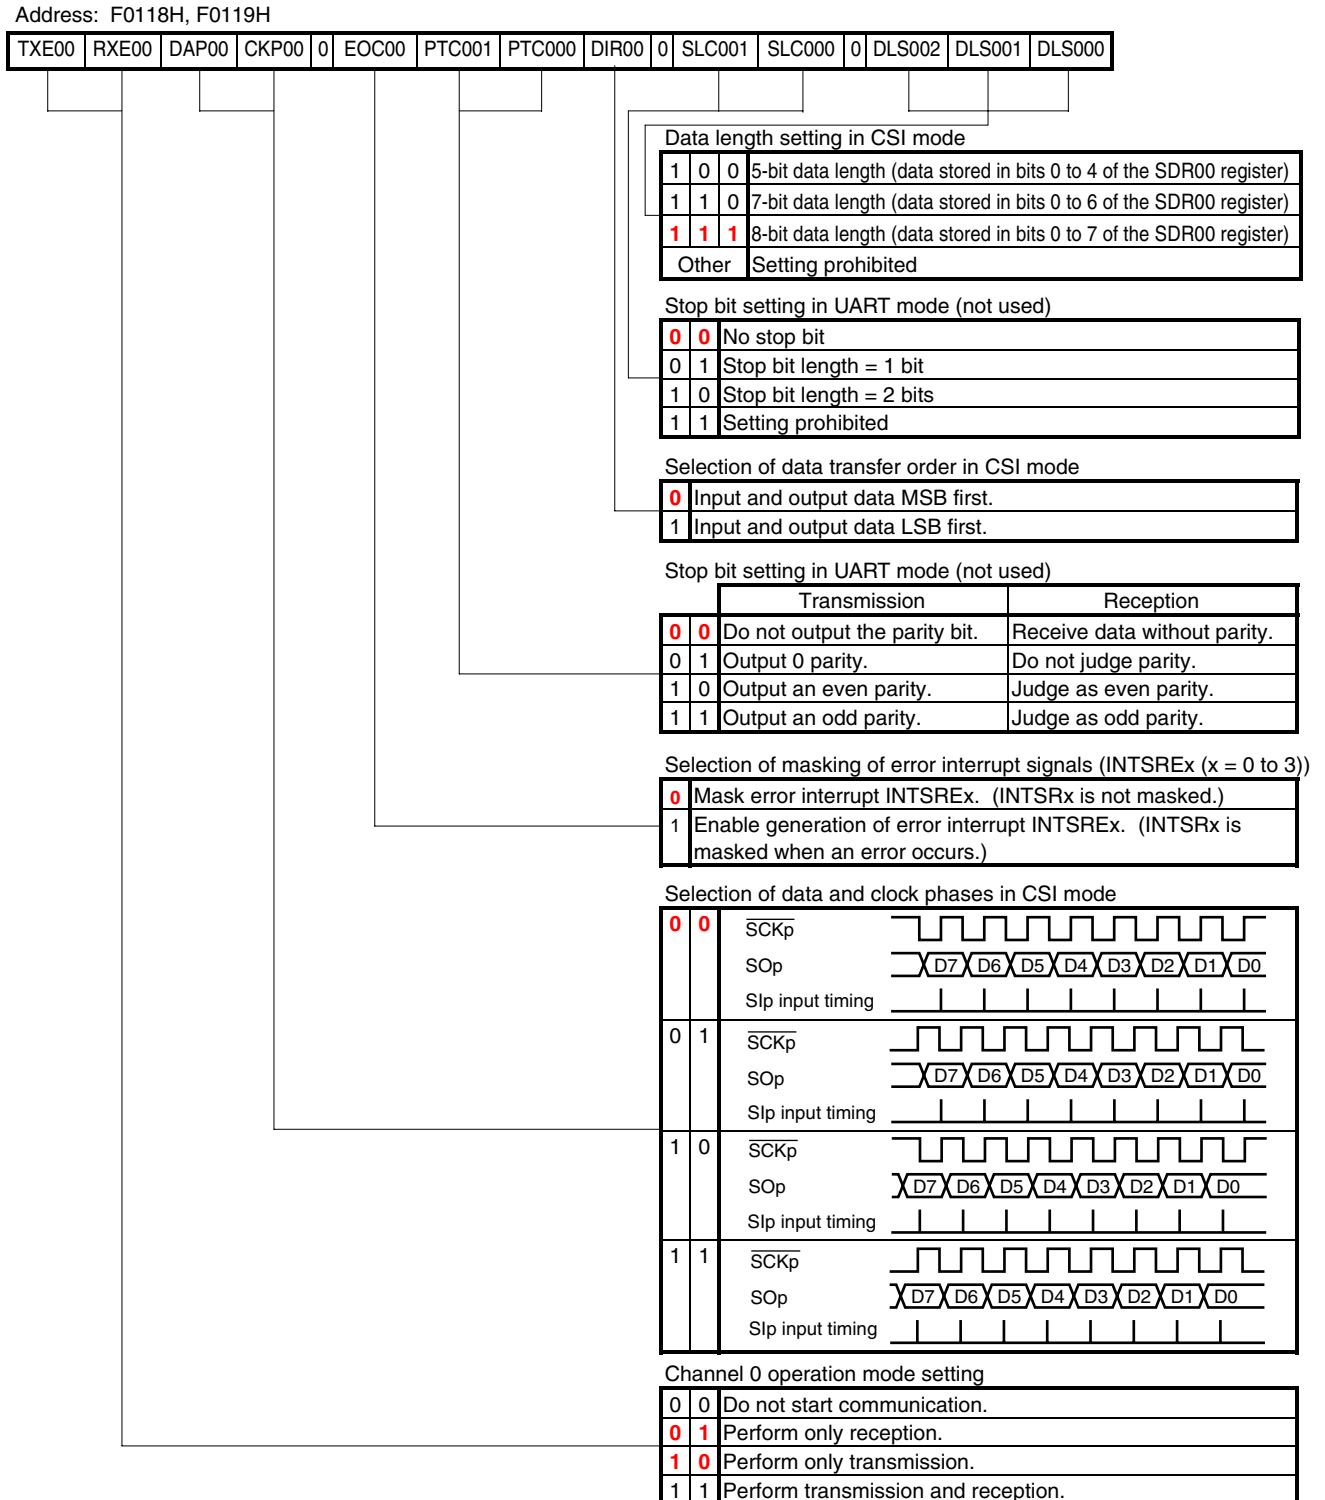 Address: F0118H, F0119H
TXE00 RXE00 DAP00 CKP00 0 EOC00 PTC001 PTC000 DIR00 0 SLC001 SLC000 0 DLS002 DLS001 DLS000
Data length setting in CSI mode
1 0 0 5-bit data length (data stored in bits 0 to 4 of the SDR00 register)
1 1 0 7-bit data length (data stored in bits 0 to 6 of the SDR00 register)
1 1 1 8-bit data length (data stored in bits 0 to 7 of the SDR00 register)
Other Setting prohibited
Stop bit setting in UART mode (not used)
0 0 No stop bit
0 1 Stop bit length = 1 bit
1 0 Stop bit length = 2 bits
1 1 Setting prohibited
Selection of data transfer order in CSI mode
0 Input and output data MSB first.
1 Input and output data LSB first.
Stop bit setting in UART mode (not used)
Transmission Reception
0 0 Do not output the parity bit. Receive data without parity.
0 1 Output 0 parity. Do not judge parity.
1 0 Output an even parity. Judge as even parity.
1 1 Output an odd parity. Judge as odd parity.
Selection of masking of error interrupt signals (INTSREx (x = 0 to 3))
0 Mask error interrupt INTSREx. (INTSRx is not masked.)
1 Enable generation of error interrupt INTSREx. (INTSRx is
masked when an error occurs.)
Selection of data and clock phases in CSI mode
0 0 SCKp
SOp D7 D6 D5 D4 D3 D2 D1 D0
SIp input timing
0 1 SCKp
SOp D7 D6 D5 D4 D3 D2 D1 D0
SIp input timing
1 0 SCKp
SOp D7 D6 D5 D4 D3 D2 D1 D0
SIp input timing
1 1 SCKp
SOp D7 D6 D5 D4 D3 D2 D1 D0
SIp input timing
Channel 0 operation mode setting
0 0 Do not start communication.
0 1 Perform only reception.
1 0 Perform only transmission.
1 1 Perform transmission and reception.